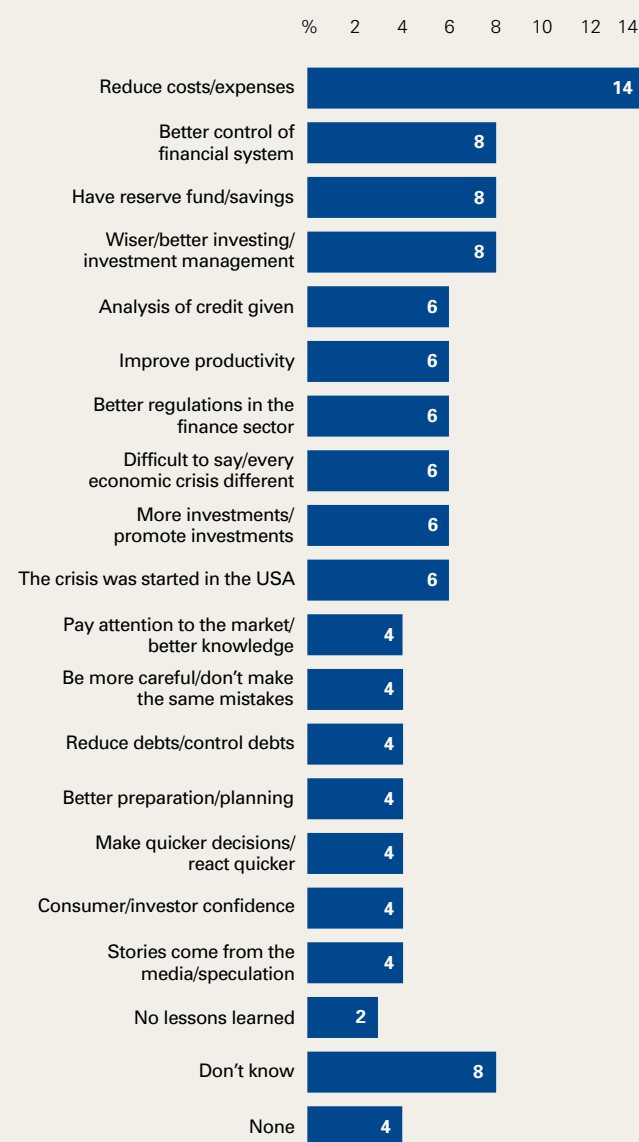 % 2 4 6 8 10 12 14
Reduce costs/expenses 14
Better control of
financial system 8
Have reserve fund/savings 8
Wiser/better investing/
investment management 8
Analysis of credit given 6
Improve productivity 6
Better regulations in the
finance sector 6
Difficult to say/every
economic crisis different 6
More investments/
promote investments 6
The crisis was started in the USA 6
Pay attention to the market/
better knowledge 4
Be more careful/don't make
the same mistakes 4
Reduce debts/control debts 4
Better preparation/planning 4
Make quicker decisions/
react quicker 4
Consumer/investor confidence 4
Stories come from the
media/speculation 4
No lessons learned 2
Don't know 8
None 4